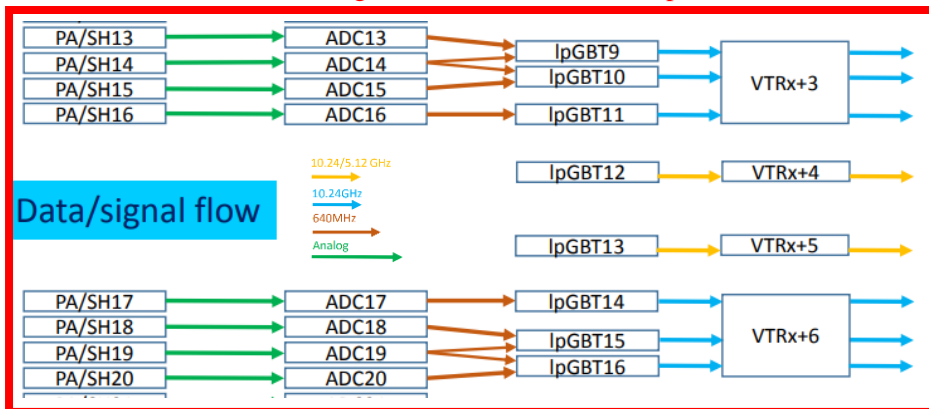 PA/SH13 ADC13 lpGBT9
PA/SH14 ADC14 lpGBT10 VTRx+3
PA/SH15 ADC15
PA/SH16 ADC16 lpGBT11
10.24/5.12 GHz lpGBT12 VTRx+4
10.24GHz
Data/signal flow
640MHz
Analog lpGBT13 VTRx+5
PA/SH17 ADC17 lpGBT14
PA/SH18 ADC18 lpGBT15 VTRx+6
PA/SH19 ADC19 lpGBT16
PA/SH20 ADC20